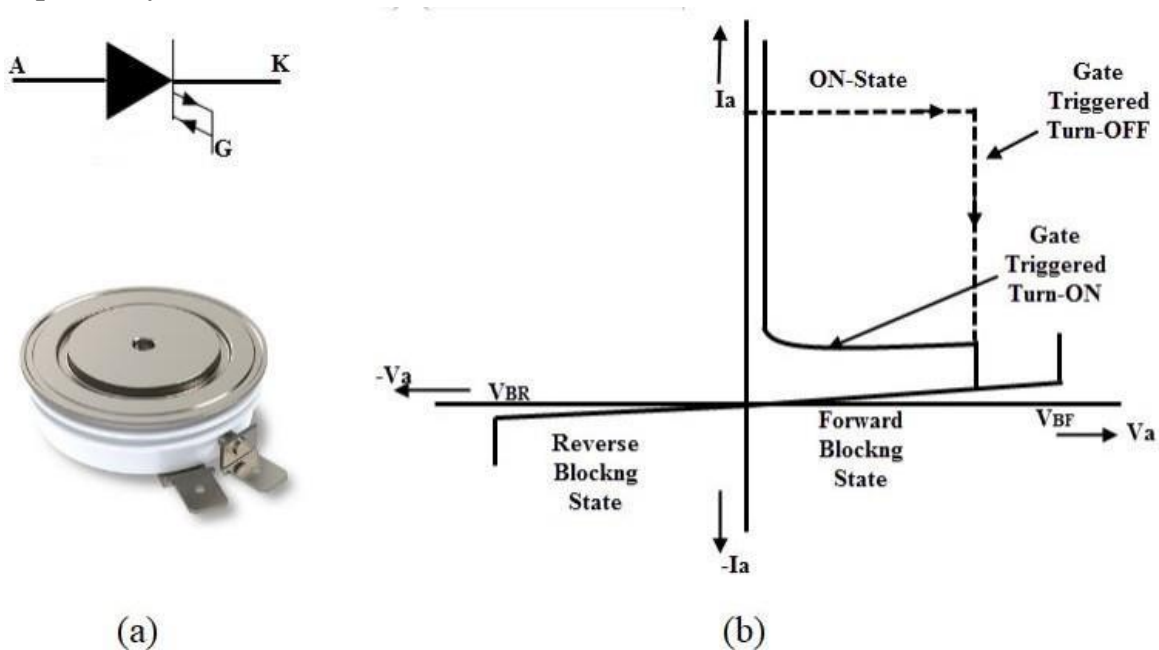 A
K
G
Ia
ON-State
Gate
Triggered
Turn-OFF
Gate
Triggered
Turn-ON
-Va
VBR
VBF
Va
Reverse
Blockng
State
Forward
Blockng
State
-Ia
(a)
(b)